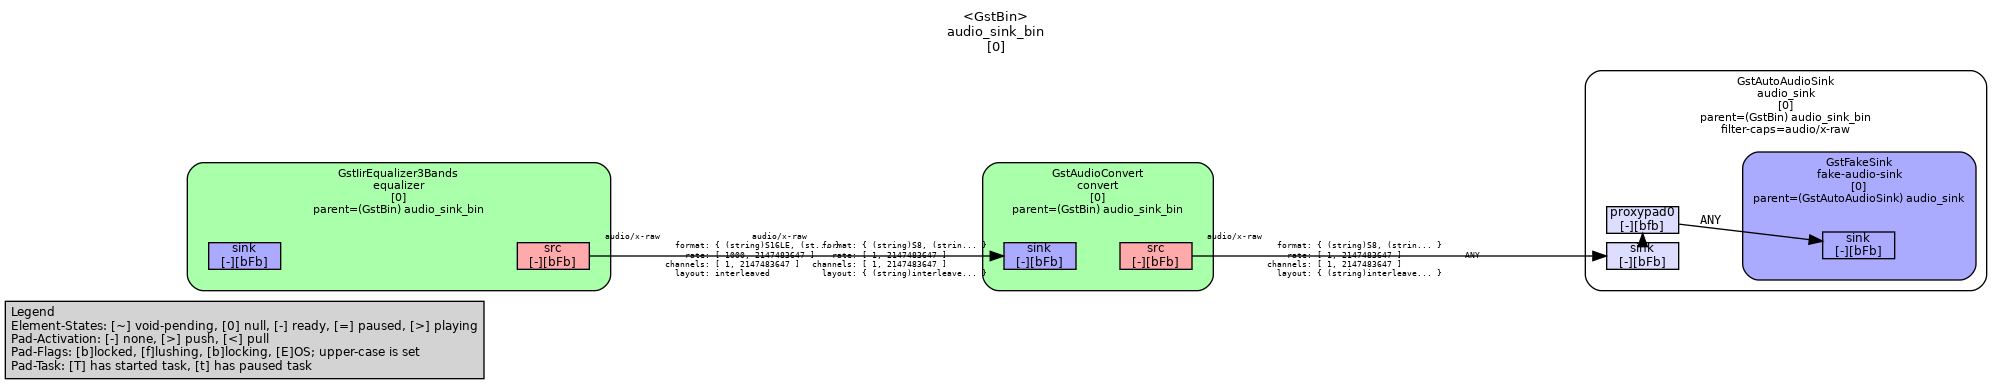 <GstBin>
audio_sink_bin
[0]
GstIirEqualizer3Bands
equalizer
[0]
parent=(GstBin) audio_sink_bin
sink
[-][bFb]
src
[-][bFb]
audio/x-raw
format: { (string)S16LE, (st... }
rate: [ 1000, 2147483647 ]
channels: [ 1, 2147483647 ]
layout: interleaved
audio/x-raw
format: { (string)S8, (strin... }
rate: [ 1, 2147483647 ]
channels: [ 1, 2147483647 ]
layout: { (string)interleave... }
GstAudioConvert
convert
[0]
parent=(GstBin) audio_sink_bin
sink
[-][bFb]
src
[-][bFb]
audio/x-raw
format: { (string)S8, (strin... }
rate: [ 1, 2147483647 ]
channels: [ 1, 2147483647 ]
layout: { (string)interleave... }
ANY
GstAutoAudioSink
audio_sink
[0]
parent=(GstBin) audio_sink_bin
filter-caps=audio/x-raw
proxypad0
[-][bfb]
sink
[-][bFb]
ANY
GstFakeSink
fake-audio-sink
[0]
parent=(GstAutoAudioSink) audio_sink
sink
[-][bFb]
Legend
Element-States: [~] void-pending, [0] null, [-] ready, [=] paused, [>] playing
Pad-Activation: [-] none, [>] push, [<] pull
Pad-Flags: [b]locked, [f]lushing, [b]locking, [E]OS; upper-case is set
Pad-Task: [T] has started task, [t] has paused task